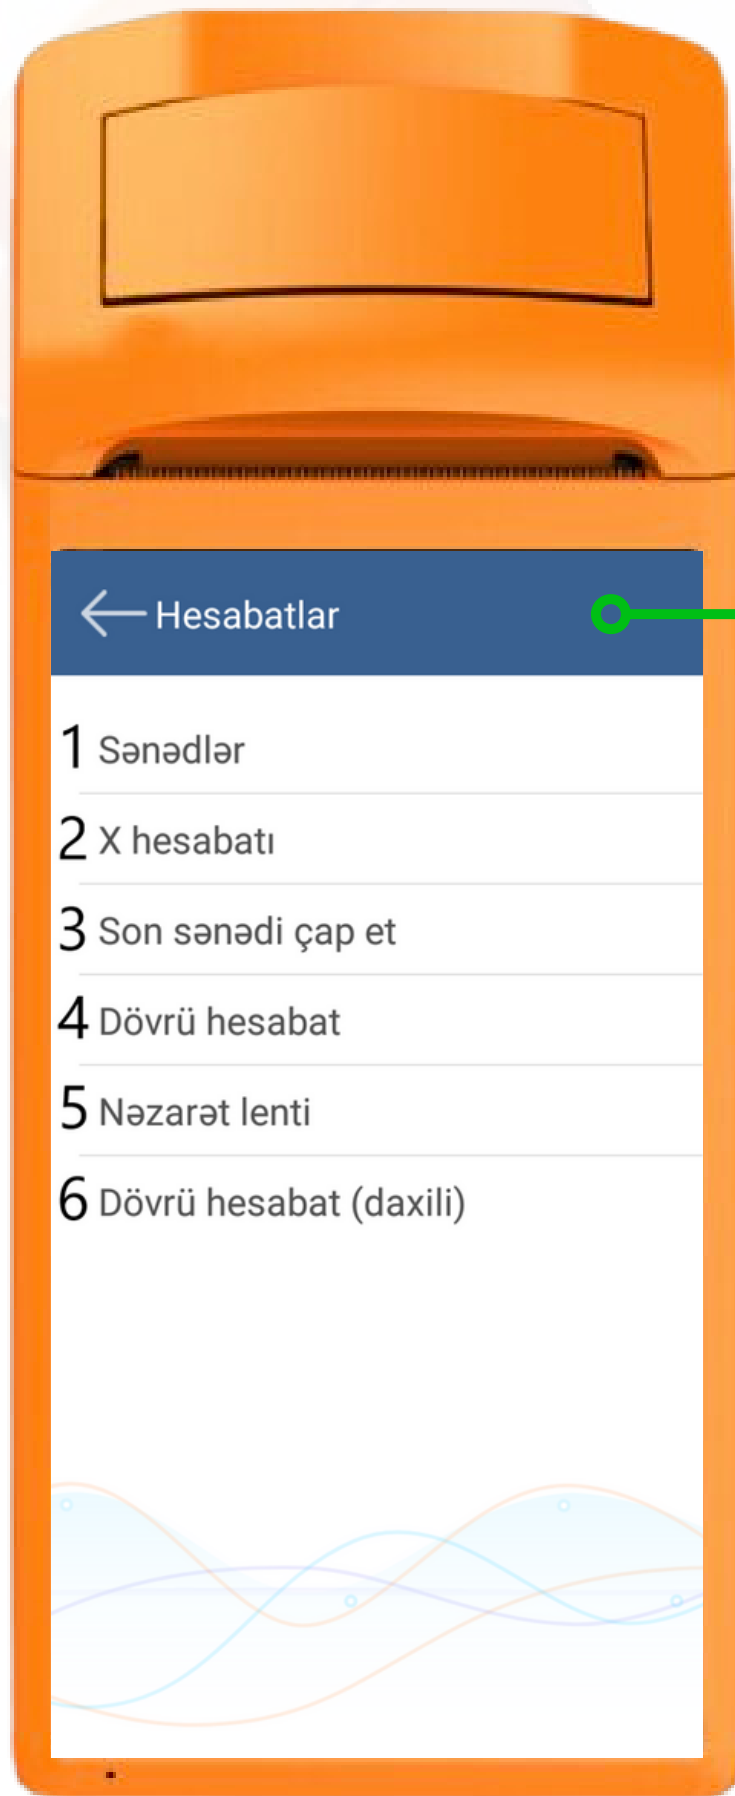 Hesabatlar
1 Sənədlər
2 X hesabatı
3 Son sənədi çap et
4 Dövrü hesabat
5 Nəzarət lenti
6 Dövrü hesabat (daxili)